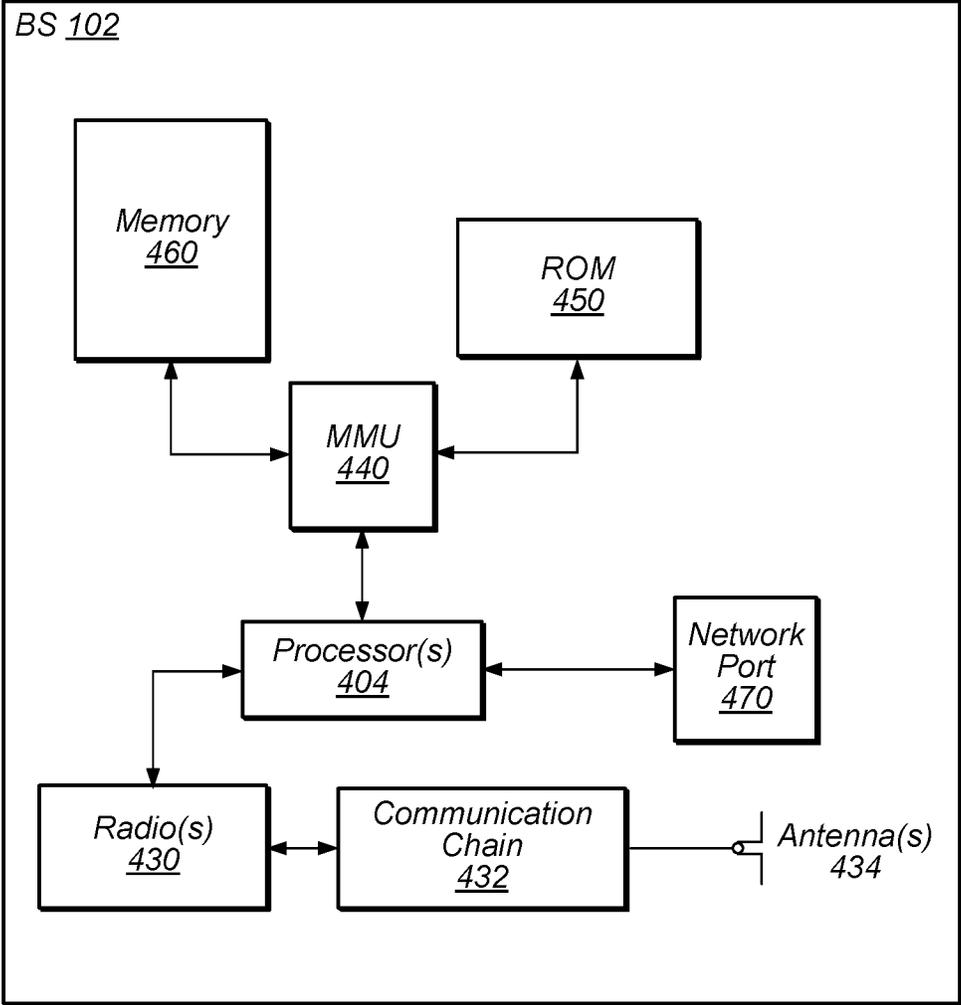 BS 102
Memory
460
ROM
450
MMU
440
Processor(s)
404
Network
Port
470
Radio(s)
430
Communication
Chain
432
Antenna(s)
434